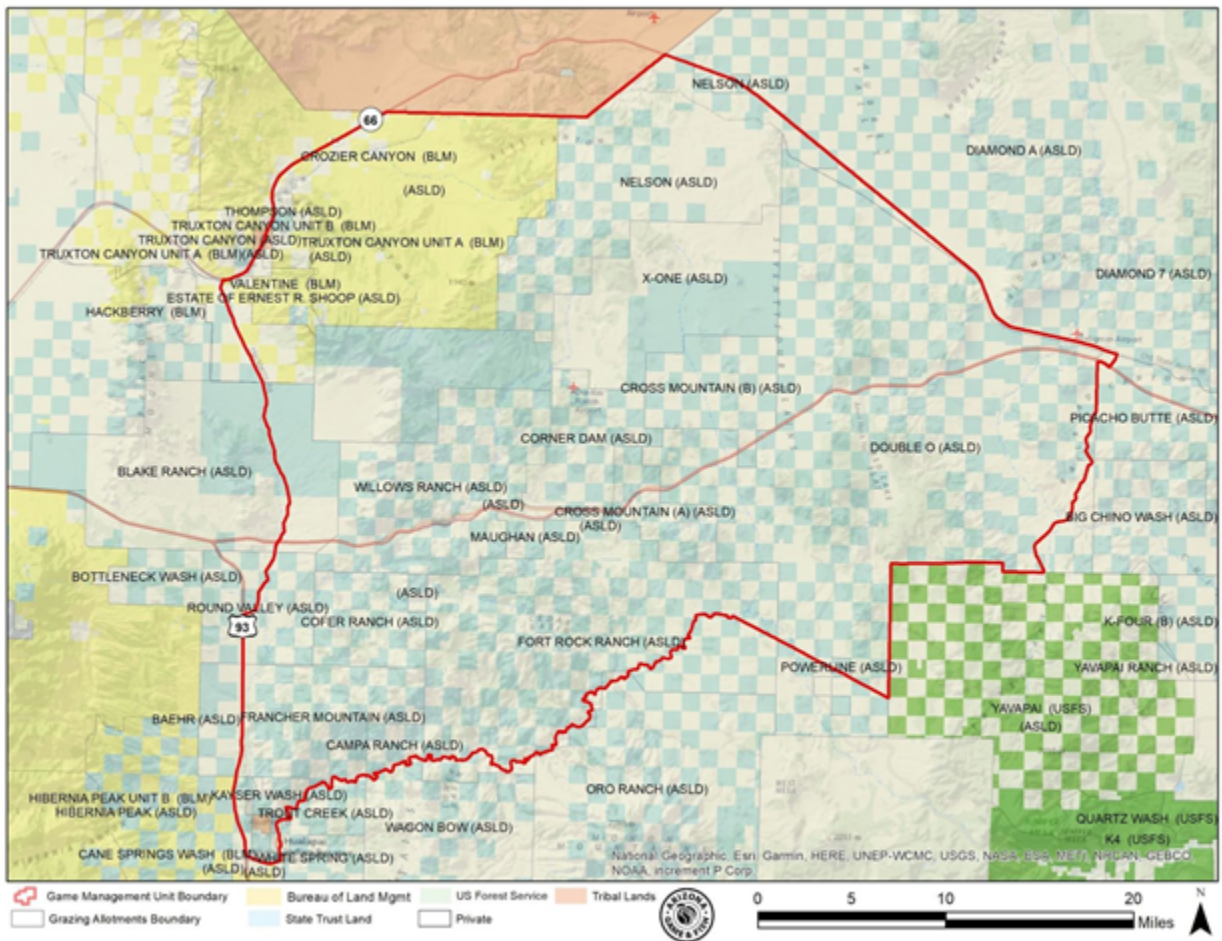 NELSON (ASLD)
66
CROZIER CANYON (BLM)
DIAMOND A (ASLD)
(ASLD)
NELSON (ASLD)
THOMPSON (ASLD)
TRUXTON CANYON UNIT B (BLM)
TRUXTON CANYON (ASLD)
TRUXTON CANYON UNIT A (BLM)
TRUXTON CANYON UNIT A (BLM)
(ASLD)
(ASLD)
DIAMOND 7 (ASLD)
X-ONE (ASLD)
VALENTINE (BLM)
ESTATE OF ERNEST R. SHOOP (ASLD)
HACKBERRY (BLM)
CROSS MOUNTAIN (B) (ASLD)
PICACHO BUTTE (ASLD)
CORNER DAM (ASLD)
DOUBLE O (ASLD)
BLAKE RANCH (ASLD)
WILLOWS RANCH (ASLD)
(ASLD)
CROSS MOUNTAIN (A) (ASLD)
(ASLD)
BIG CHINO WASH (ASLD)
MAUGHAN (ASLD)
BOTTLENECK WASH (ASLD)
(ASLD)
ROUND VALLEY (ASLD)
COFER RANCH (ASLD)
93
K-FOUR (B) (ASLD)
FORT ROCK RANCH (ASLD)
POWERLINE (ASLD)
YAVAPAI RANCH (ASLD)
YAVAPAI (USFS)
(ASLD)
BAEHR (ASLD)
FRANCHER MOUNTAIN (ASLD)
CAMPA RANCH (ASLD)
HIBERNIA PEAK UNIT B (BLM)
KAYSER WASH (ASLD)
ORO RANCH (ASLD)
HIBERNIA PEAK (ASLD)
TROUT CREEK (ASLD)
QUARTZ WASH (USFS)
WAGON BOW (ASLD)
K4 (USFS)
CANE SPRINGS WASH (BLM)
WHITE SPRING (ASLD)
(ASLD)
(ASLD)
National Geographic, Esri, Garmin, HERE, UNEP-WCMC, USGS, NASA, ESA, METI, NRCAN, GEBCO,
NOAA, increment P Corp.
Game Management Unit Boundary
Bureau of Land Mgmt
US Forest Service
Tribal Lands
Grazing Allotments Boundary
State Trust Land
Private
ARIZONA
GAME & FISH
0 5 10 20
Miles
N